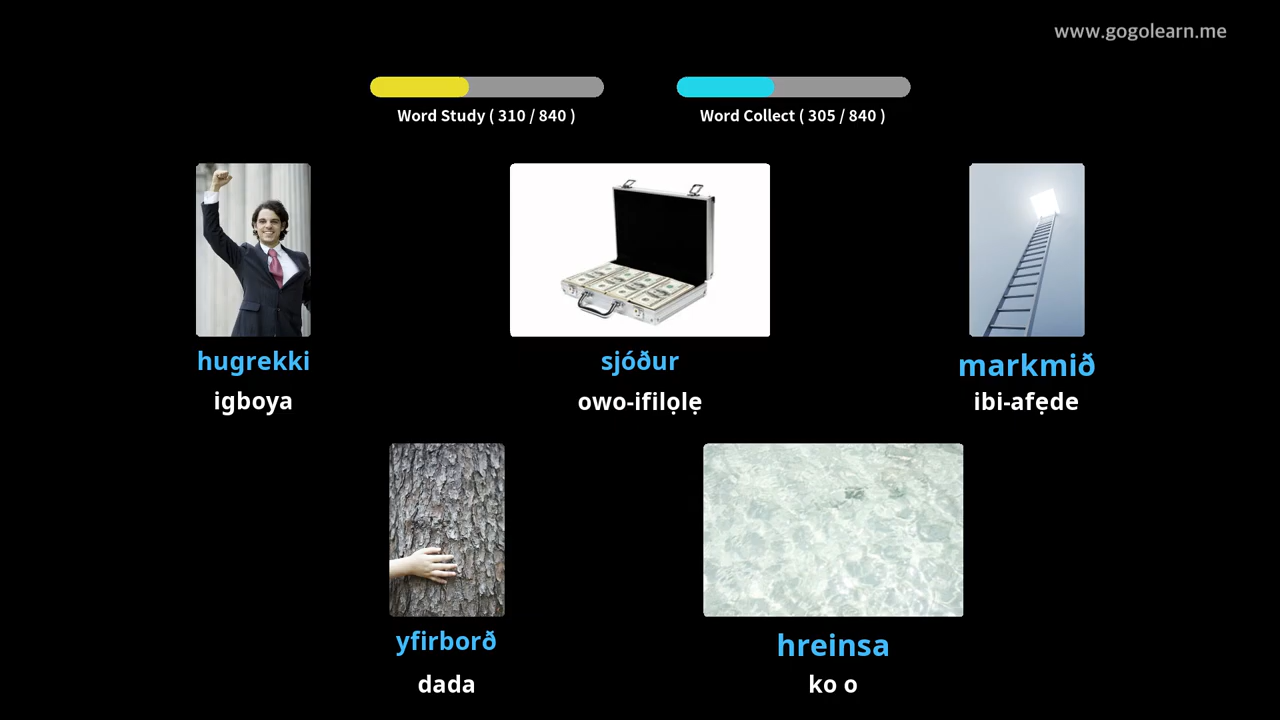 www.gogolearn.me
Word Study ( 310 / 840 )
Word Collect ( 305 / 840 )
hugrekki
igboya
sjóður
owo-ifilọlẹ
markmið
ibi-afẹde
yfirborð
dada
hreinsa
ko o